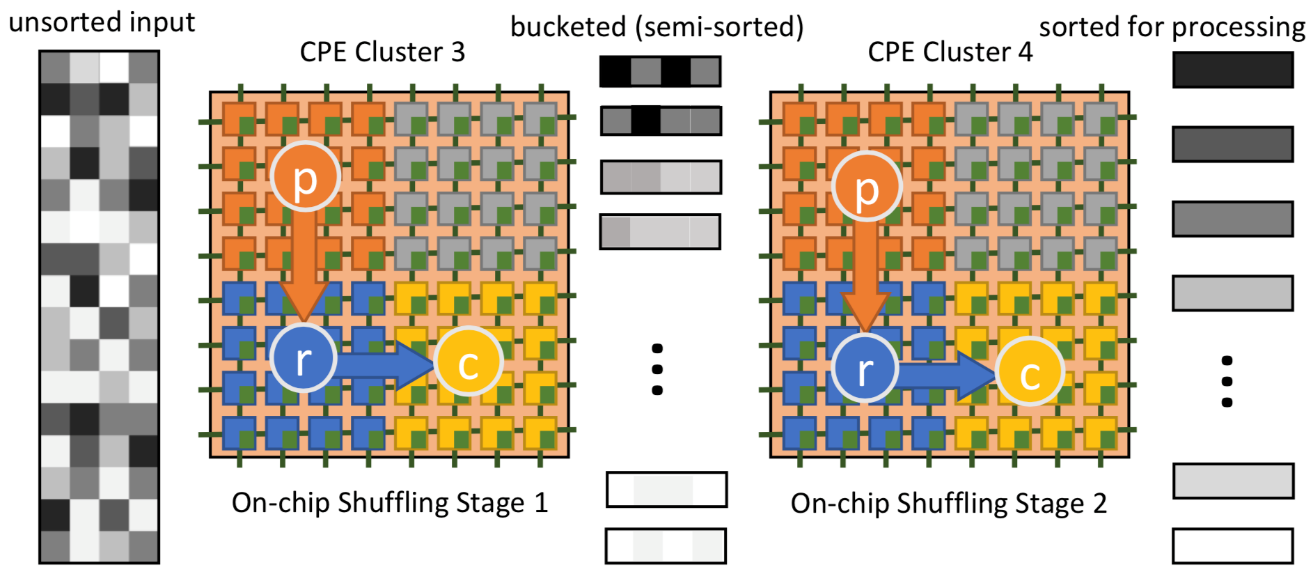 unsorted input
CPE Cluster 3
bucketed (semi-sorted)
CPE Cluster 4
sorted for processing
p
r
c
p
r
c
On-chip Shuffling Stage 1
On-chip Shuffling Stage 2